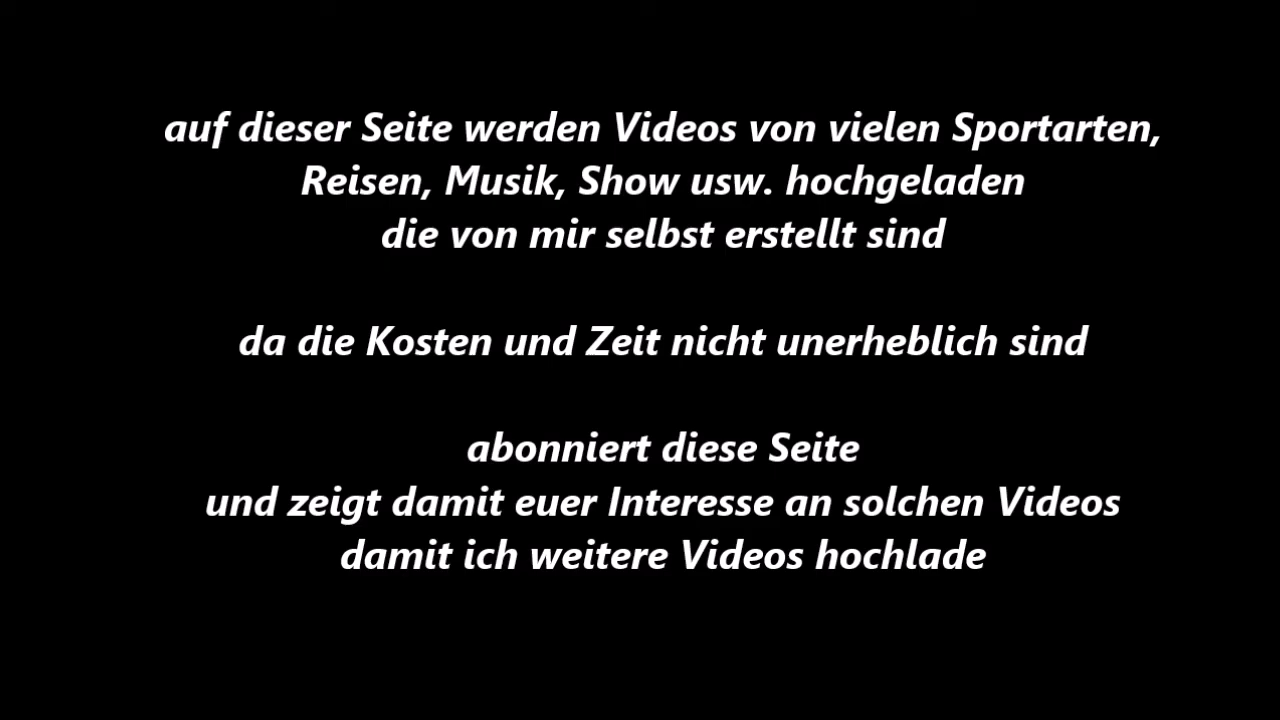 auf dieser Seite werden Videos von vielen Sportarten,
Reisen, Musik, Show usw. hochgeladen
die von mir selbst erstellt sind
da die Kosten und Zeit nicht unerheblich sind
abonniert diese Seite
und zeigt damit euer Interesse an solchen Videos
damit ich weitere Videos hochlade